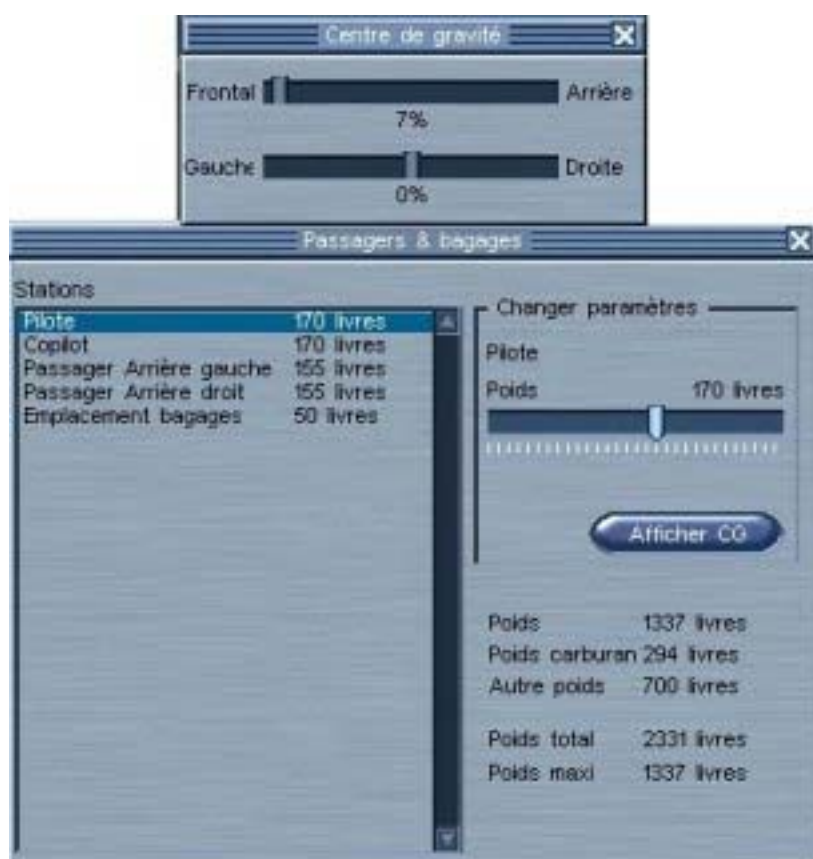 Centre de gravité
Frontal Arrière
7%
Gauche Droite
0%
Passagers & bagages
Stations
Pilote 170 livres
Copilot 170 livres
Passager Arrière gauche 155 livres
Passager Arrière droit 155 livres
Emplacement bagages 50 livres
Changer paramètres
Pilote
Poids 170 livres
Afficher CG
Poids 1337 livres
Poids carburan 294 livres
Autre poids 700 livres
Poids total 2331 livres
Poids maxi 1337 livres